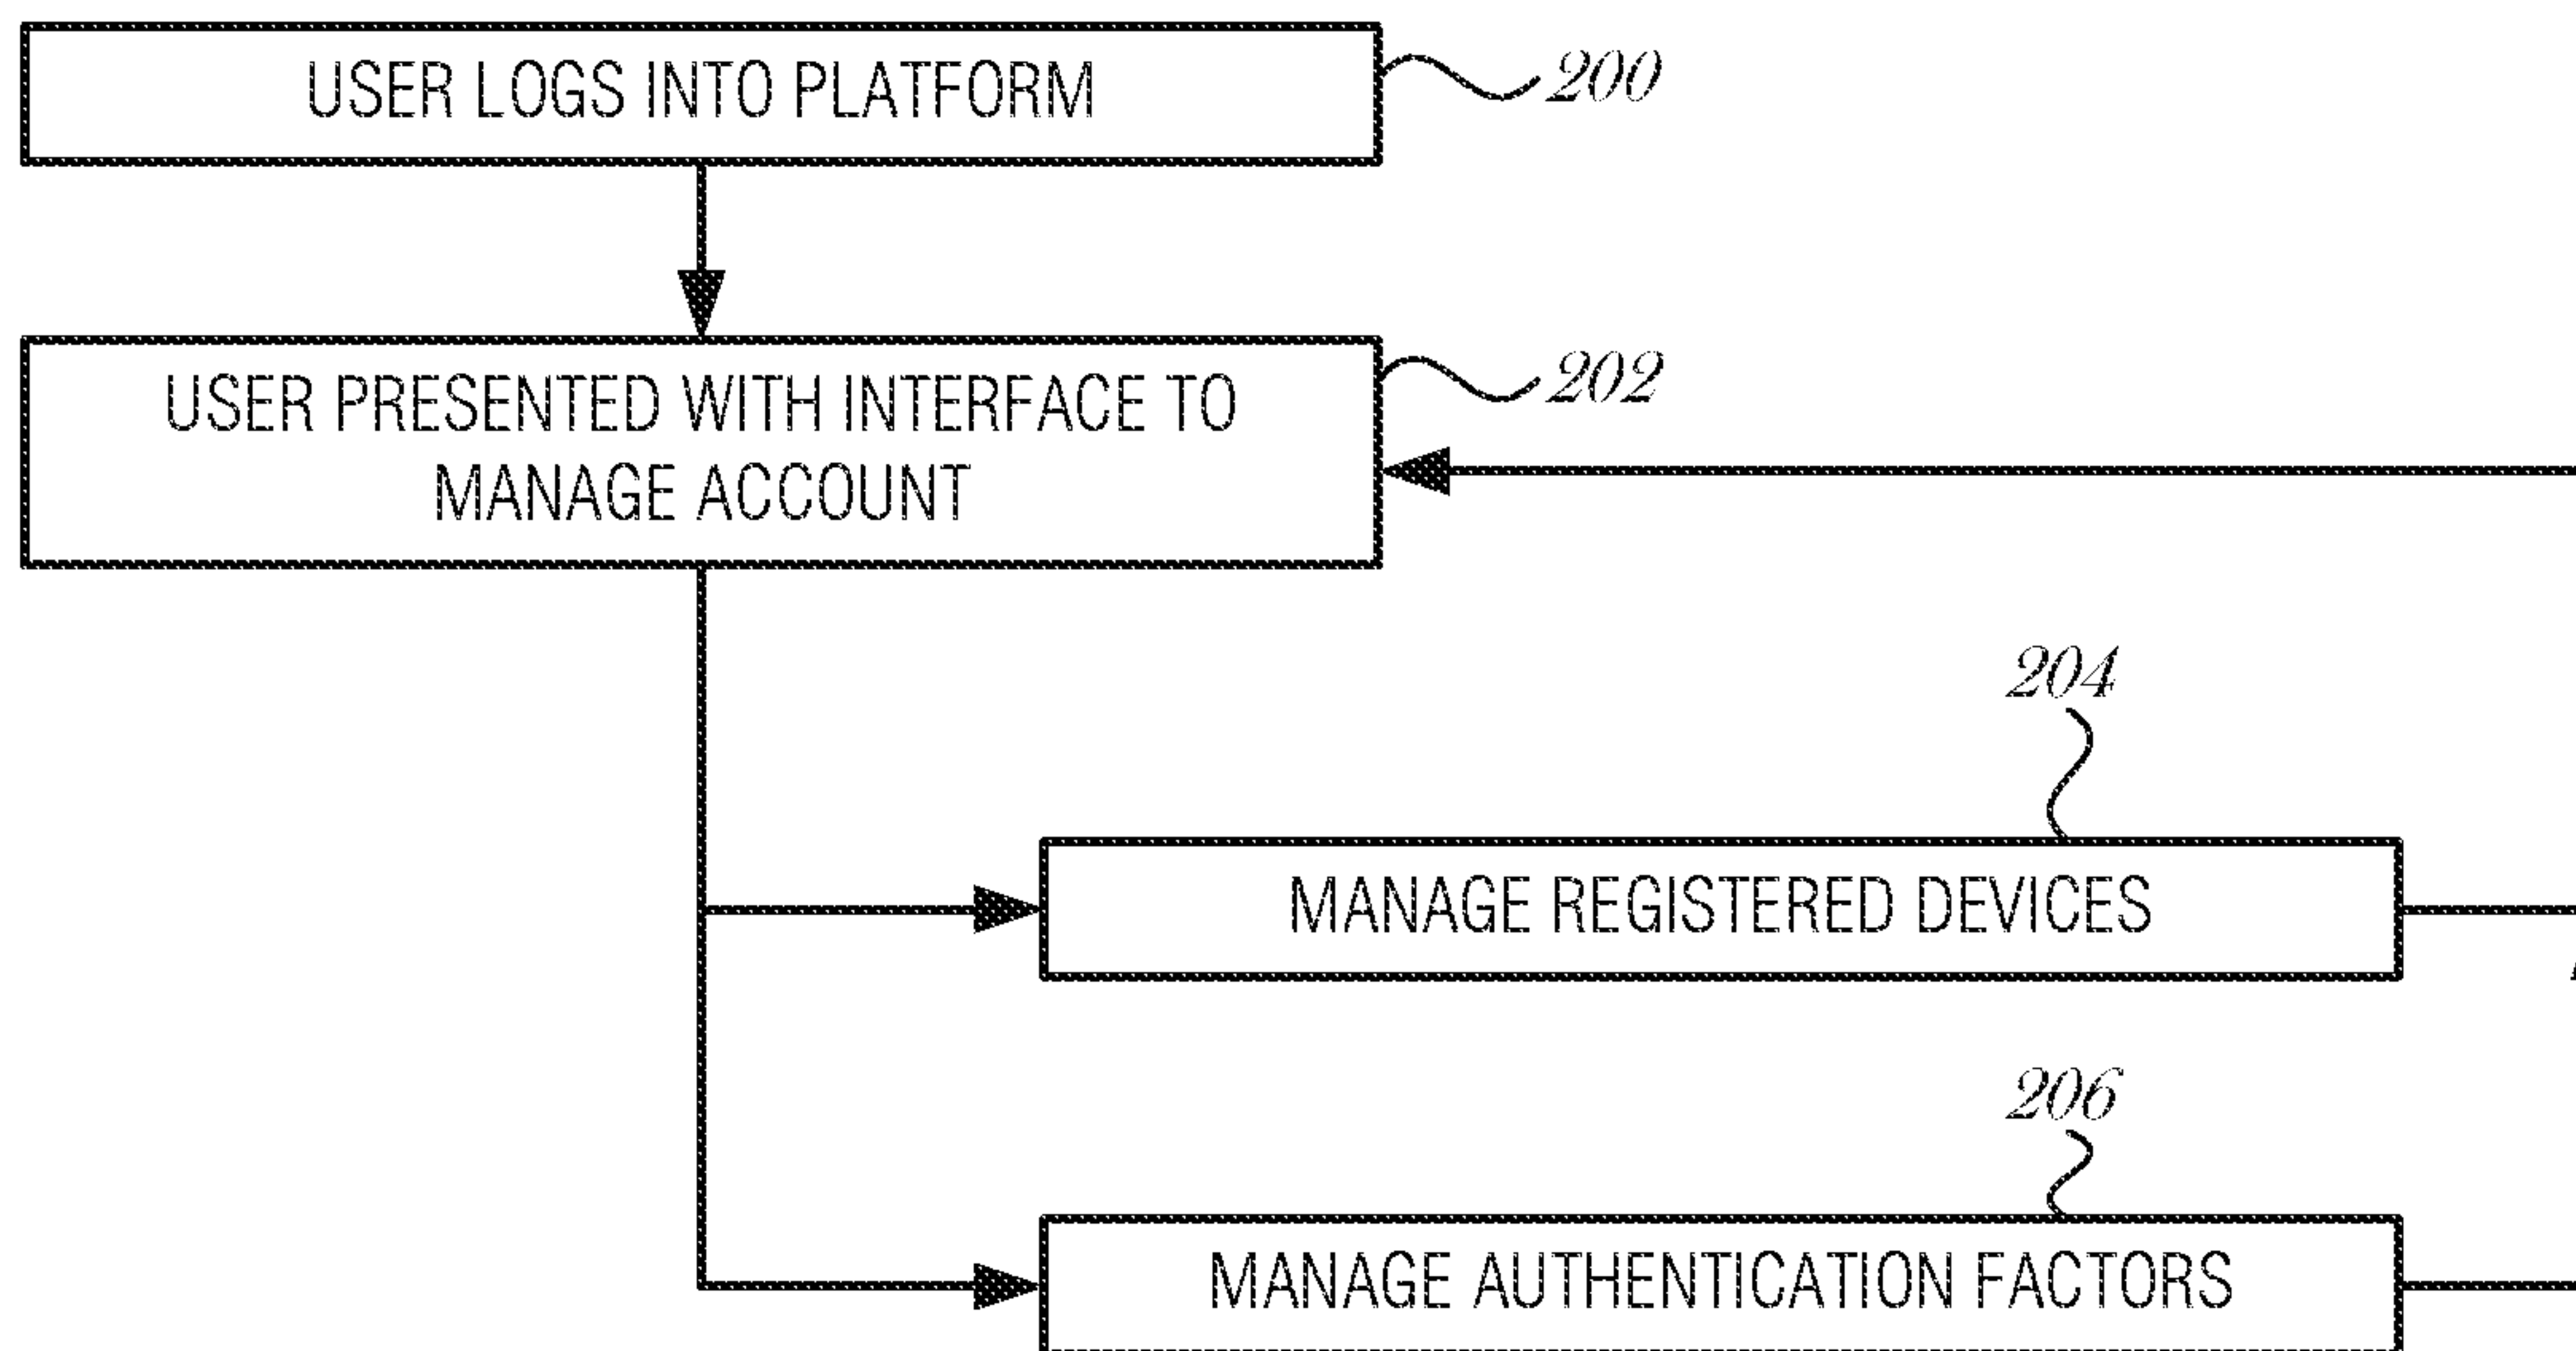 USER LOGS INTO PLATFORM
200
USER PRESENTED WITH INTERFACE TO
MANAGE ACCOUNT
202
204
MANAGE REGISTERED DEVICES
206
MANAGE AUTHENTICATION FACTORS